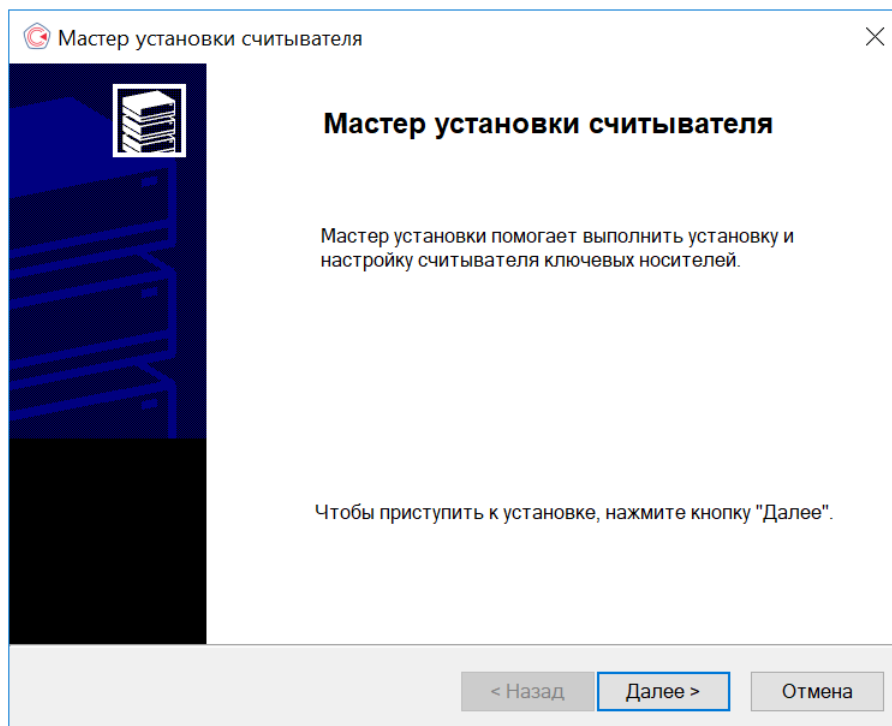 Мастер установки считывателя
Мастер установки считывателя
Мастер установки помогает выполнить установку и
настройку считывателя ключевых носителей.
Чтобы приступить к установке, нажмите кнопку "Далее".
< Назад
Далее >
Отмена